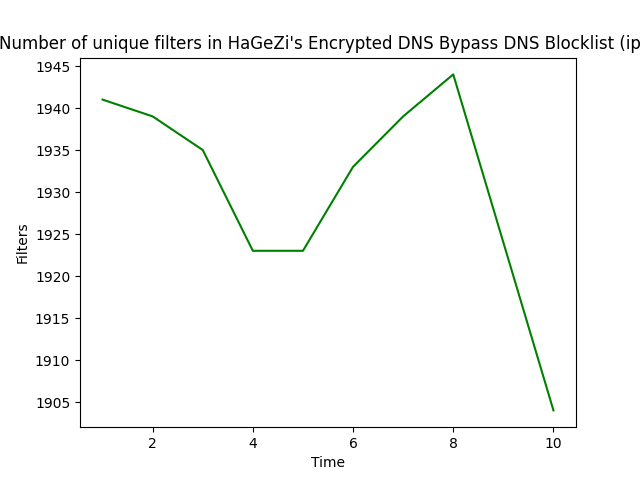 Number of unique filters in HaGeZi's Encrypted DNS Bypass DNS Blocklist (ip
1945
1940
1935
1930
1925
1920
1915
1910
1905
Filters
2 4 6 8 10
Time